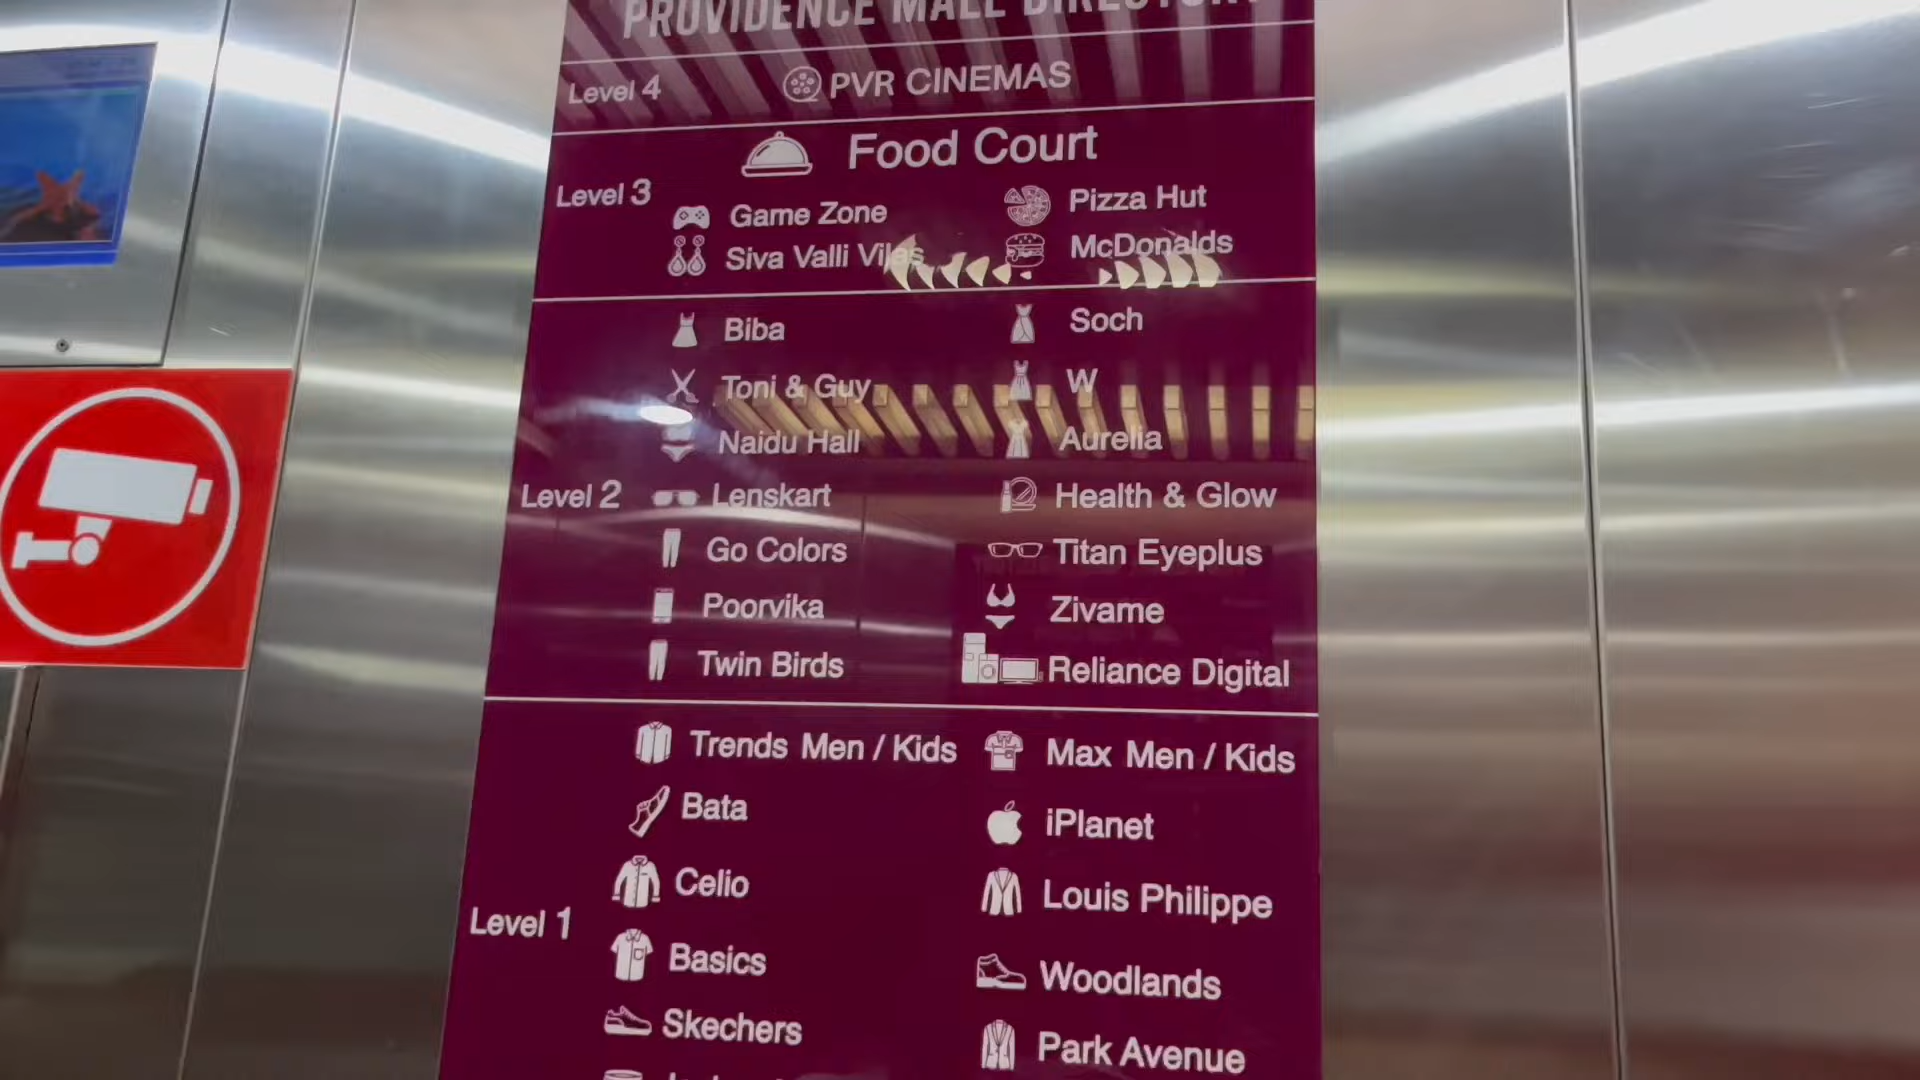 PROVIDENCE MALL DIRECTORY
Level 4 PVR CINEMAS
Food Court
Level 3
Game Zone Pizza Hut
Siva Valli Vilas McDonalds
Biba Soch
Toni & Guy W
Naidu Hall Aurelia
Level 2 Lenskart Health & Glow
Go Colors Titan Eyeplus
Poorvika Zivame
Twin Birds Reliance Digital
Trends Men / Kids Max Men / Kids
Bata iPlanet
Celio Louis Philippe
Level 1
Basics Woodlands
Skechers Park Avenue